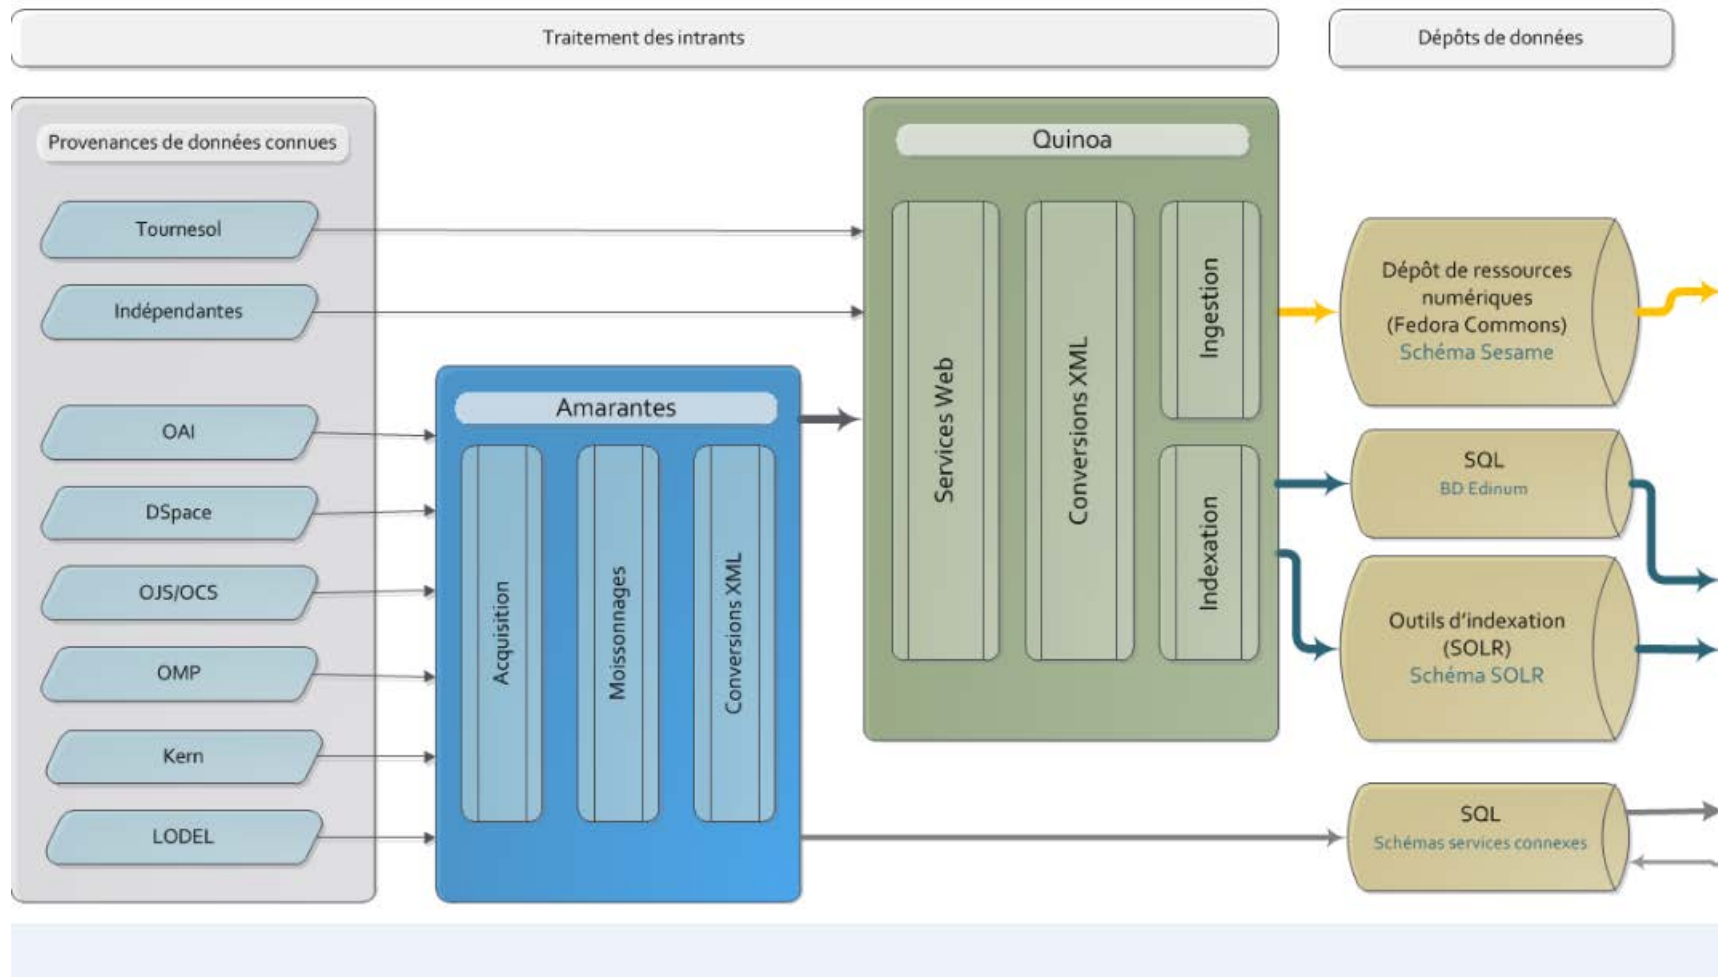 Traitement des intrants
Dépôts de données
Provenances de données connues
Tournesol
Indépendantes
OAI
DSpace
OJS/OCS
OMP
Kern
LODEL
Amarantes
Acquisition
Moissonnages
Conversions XML
Quinoa
Services Web
Conversions XML
Ingestion
Indexation
Dépôt de ressources
numériques
(Fedora Commons)
Schéma Sesame
SQL
BD Edinum
Outils d'indexation
(SOLR)
Schéma SOLR
SQL
Schémas services connexes